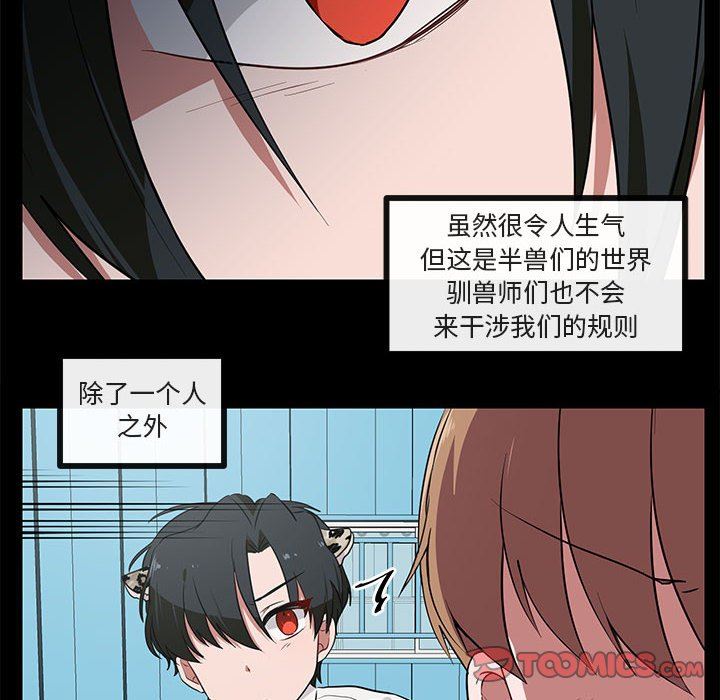 虽然很令人生气
但这是半兽们的世界
驯兽师们也不会
来干涉我们的规则
除了一个人
之外
TOOMICS.COM